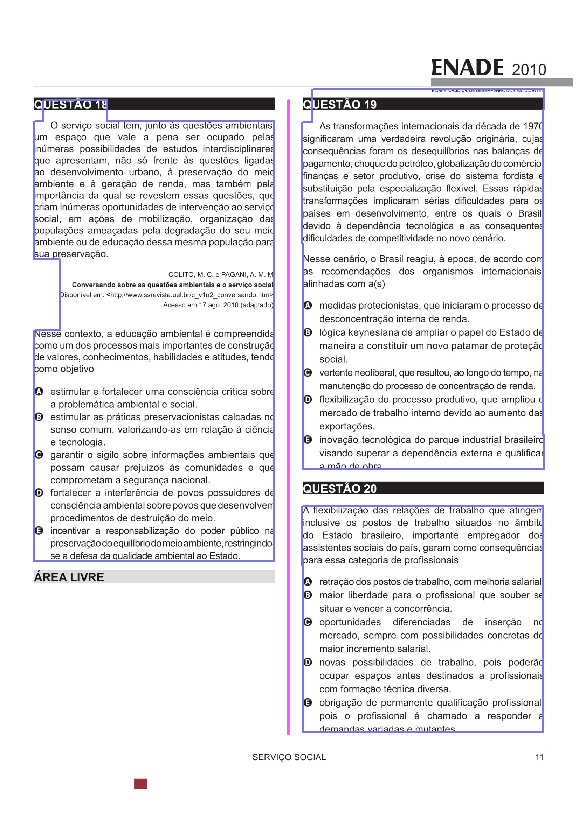 ENADE 2010
QUESTÃO 18
O serviço social tem, junto às questões ambientais,
um espaço que vale a pena ser ocupado pelas
inúmeras possibilidades de estudos interdisciplinares
que apresentam, não só frente às questões ligadas
ao desenvolvimento urbano, à preservação do meio
ambiente e à geração de renda, mas também pela
importância da qual se revestem essas questões, que
criam inúmeras oportunidades de intervenção ao serviço
social, em ações de mobilização, organização das
populações ameaçadas pela degradação do seu meio
ambiente ou de educação dessa mesma população para
sua preservação.
COLITO, M. C. e PAGANI, A. M. M.
Conversando sobre as questões ambientais e o serviço social
Disponível em: <http://www.ssrevista.uel.br/c_v1n2_conversando.htm>
Acesso em 17 ago. 2010 (adaptado)
Nesse contexto, a educação ambiental é compreendida
como um dos processos mais importantes de construção
de valores, conhecimentos, habilidades e atitudes, tendo
como objetivo
A estimular e fortalecer uma consciência crítica sobre
a problemática ambiental e social.
B estimular as práticas preservacionistas calcadas no
senso comum, valorizando-as em relação à ciência
e tecnologia.
C garantir o sigilo sobre informações ambientais que
possam causar prejuízos às comunidades e que
comprometam a segurança nacional.
D fortalecer a interferência de povos possuidores de
consciência ambiental sobre povos que desenvolvem
procedimentos de destruição do meio.
E incentivar a responsabilização do poder público na
preservação do equilíbrio do meio ambiente, restringindo-
se a defesa da qualidade ambiental ao Estado.
ÁREA LIVRE
QUESTÃO 19
As transformações internacionais da década de 1970
significaram uma verdadeira revolução originária, cujas
consequências foram os desequilíbrios nas balanças de
pagamento, choque do petróleo, globalização do comércio,
finanças e setor produtivo, crise do sistema fordista e
substituição pela especialização flexível. Essas rápidas
transformações implicaram sérias dificuldades para os
países em desenvolvimento, entre os quais o Brasil,
devido à dependência tecnológica e as consequentes
dificuldades de competitividade no novo cenário.
Nesse cenário, o Brasil reagiu, à época, de acordo com
as recomendações dos organismos internacionais,
alinhadas com a(s)
A medidas protecionistas, que iniciaram o processo de
desconcentração interna de renda.
B lógica keynesiana de ampliar o papel do Estado de
maneira a constituir um novo patamar de proteção
social.
C vertente neoliberal, que resultou, ao longo do tempo, na
manutenção do processo de concentração de renda.
D flexibilização do processo produtivo, que ampliou o
mercado de trabalho interno devido ao aumento das
exportações.
E inovação tecnológica do parque industrial brasileiro,
visando superar a dependência externa e qualificar
a mão de obra.
QUESTÃO 20
A flexibilização das relações de trabalho que atingem
inclusive os postos de trabalho situados no âmbito
do Estado brasileiro, importante empregador dos
assistentes sociais do país, geram como consequências
para essa categoria de profissionais
A retração dos postos de trabalho, com melhoria salarial.
B maior liberdade para o profissional que souber se
situar e vencer a concorrência.
C oportunidades diferenciadas de inserção no
mercado, sempre com possibilidades concretas de
maior incremento salarial.
D novas possibilidades de trabalho, pois poderão
ocupar espaços antes destinados a profissionais
com formação técnica diversa.
E obrigação de permanente qualificação profissional,
pois o profissional é chamado a responder a
demandas variadas e mutantes.
SERVIÇO SOCIAL
11